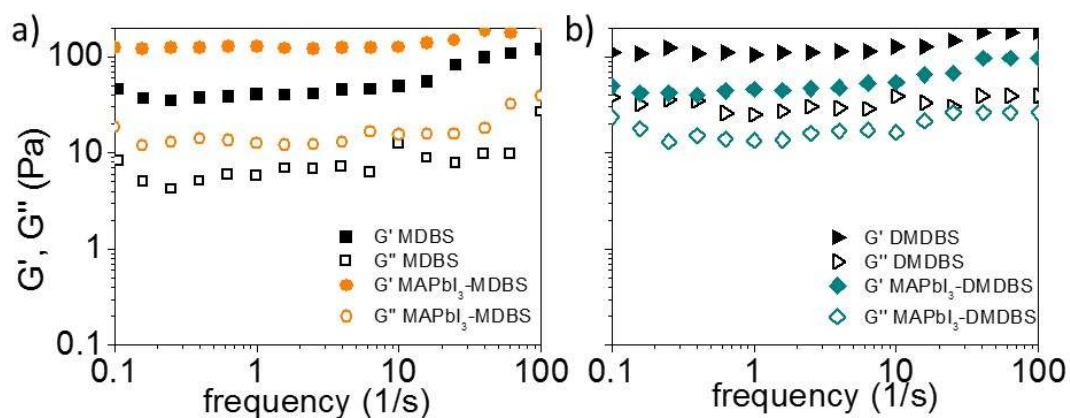 a)
G', G'' (Pa)
100
10
1
0.1
G' MDBS
G'' MDBS
G' MAPbI₃-MDBS
G'' MAPbI₃-MDBS
0.1 1 10 100
frequency (1/s)
b)
G' DMDBS
G'' DMDBS
G' MAPbI₃-DMDBS
G'' MAPbI₃-DMDBS
0.1 1 10 100
frequency (1/s)